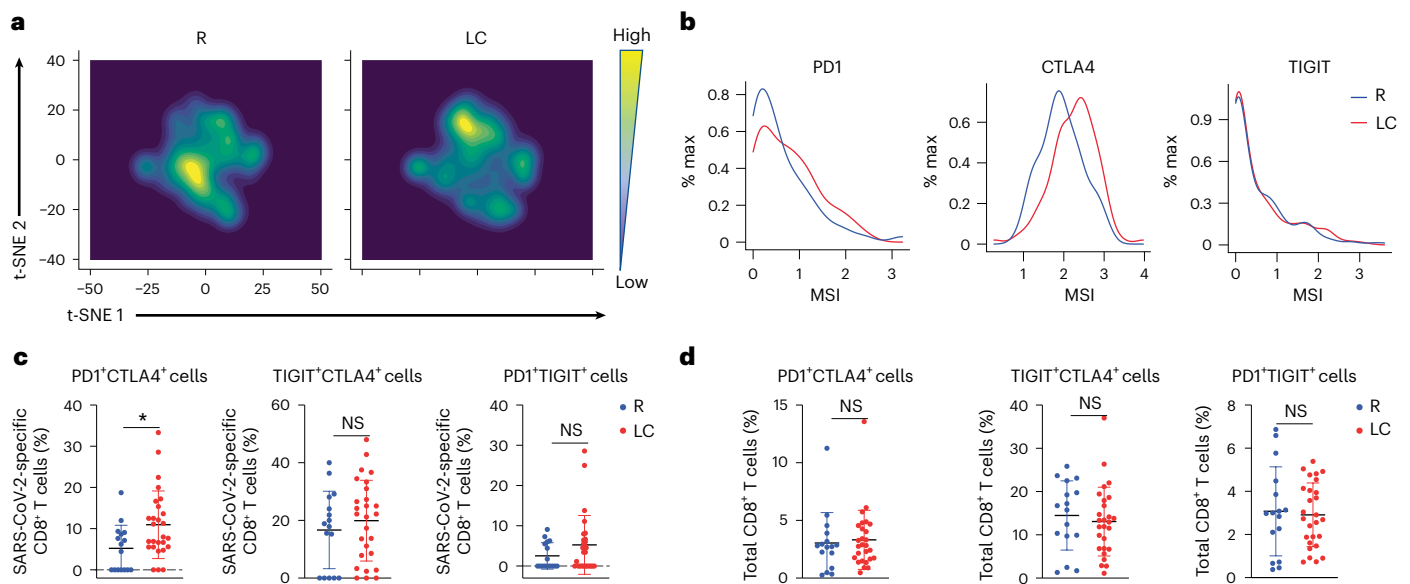 a
R
LC
High
Low
40
20
0
−20
−40
−50
−25
0
25
50
t-SNE 2
t-SNE 1
b
PD1
CTLA4
TIGIT
R
LC
% max
0.8
0.6
0.4
0.2
0
0
1
2
3
MSI
% max
0.6
0.4
0.2
0
1
2
3
4
MSI
% max
0.9
0.6
0.3
0
0
1
2
3
MSI
c
PD1⁺CTLA4⁺ cells
SARS-CoV-2-specific
CD8⁺ T cells (%)
40
30
20
10
0
*
TIGIT⁺CTLA4⁺ cells
SARS-CoV-2-specific
CD8⁺ T cells (%)
60
40
20
0
NS
PD1⁺TIGIT⁺ cells
SARS-CoV-2-specific
CD8⁺ T cells (%)
40
30
20
10
0
NS
R
LC
d
PD1⁺CTLA4⁺ cells
Total CD8⁺ T cells (%)
15
10
5
0
NS
TIGIT⁺CTLA4⁺ cells
Total CD8⁺ T cells (%)
40
30
20
10
0
NS
PD1⁺TIGIT⁺ cells
Total CD8⁺ T cells (%)
8
6
4
2
0
NS
R
LC